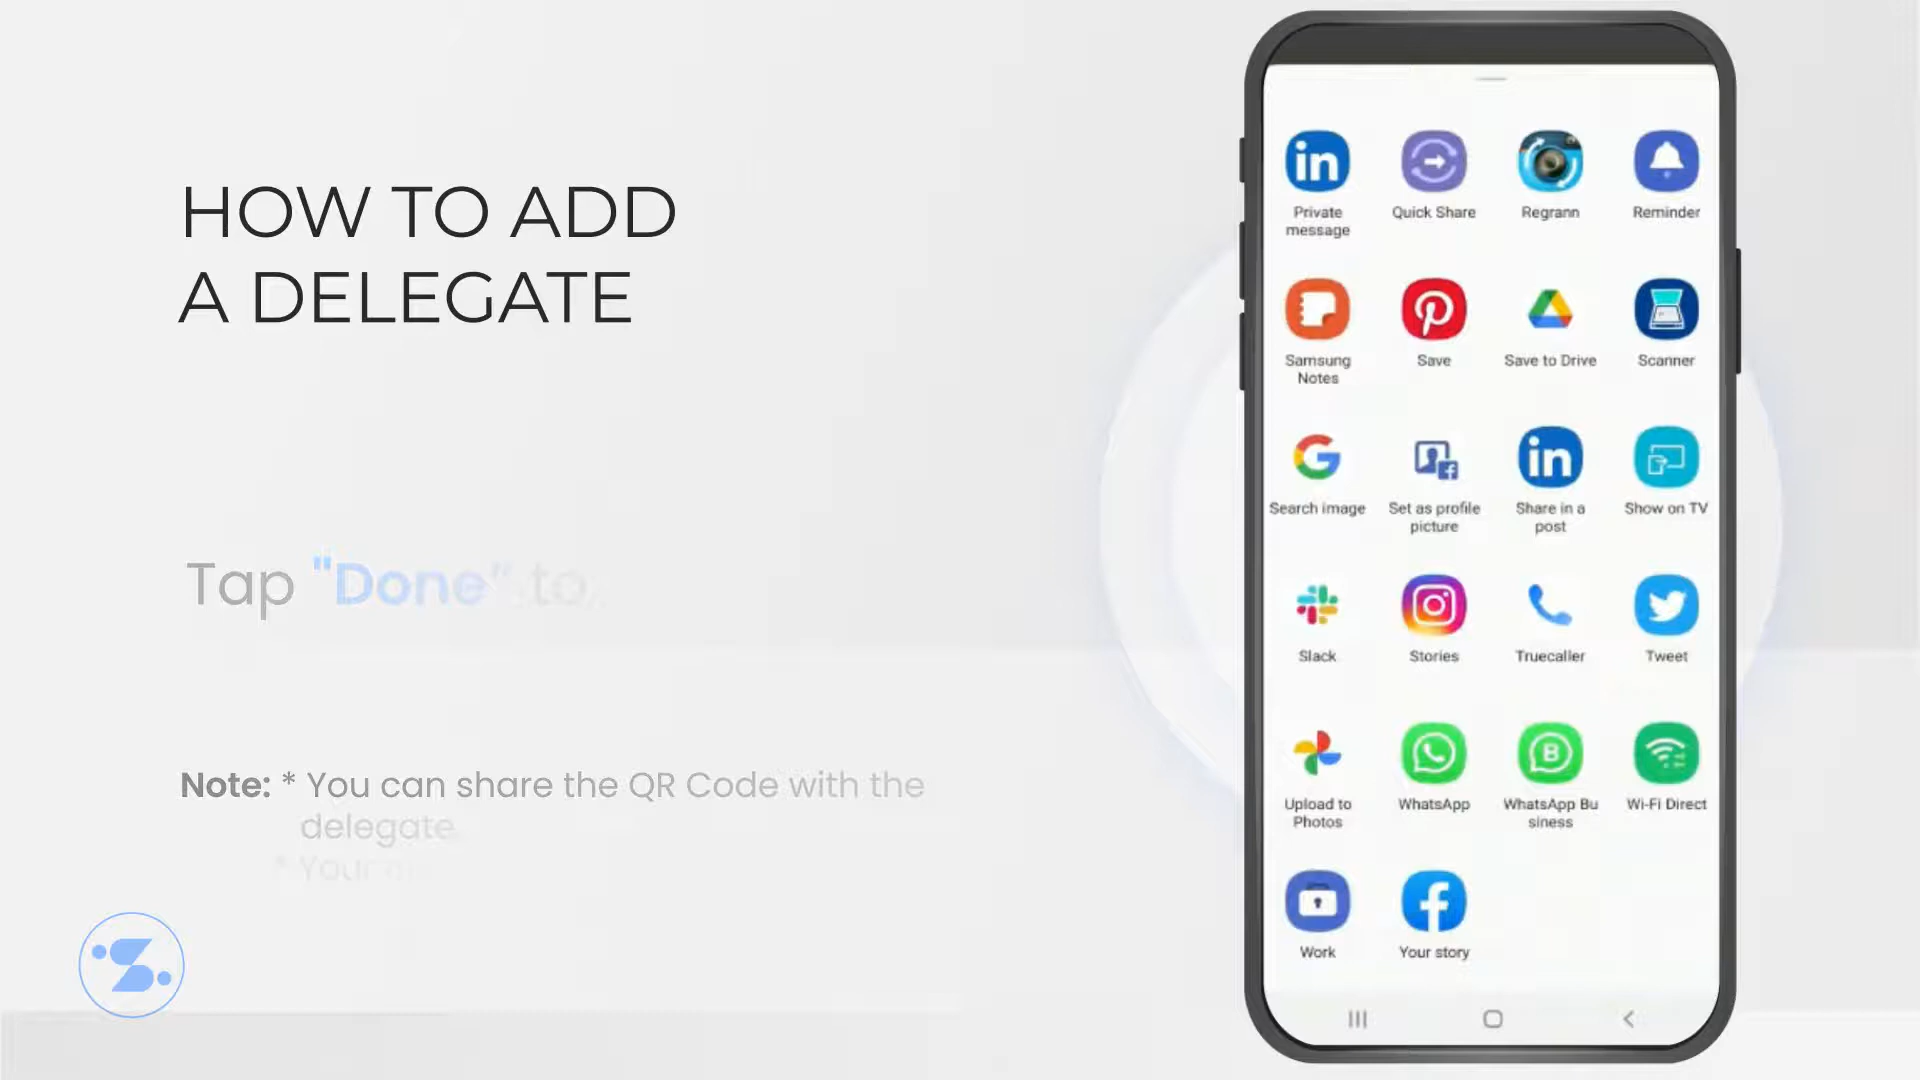 HOW TO ADD
A DELEGATE
Tap "Done" to
Note: * You can share the QR Code with the
delegate.
* Your
Private
message
Quick Share
Regrann
Reminder
Samsung
Notes
Save
Save to Drive
Scanner
Search image
Set as profile
picture
Share in a
post
Show on TV
Slack
Stories
Truecaller
Tweet
Upload to
Photos
WhatsApp
WhatsApp Bu
siness
Wi-Fi Direct
Work
Your story